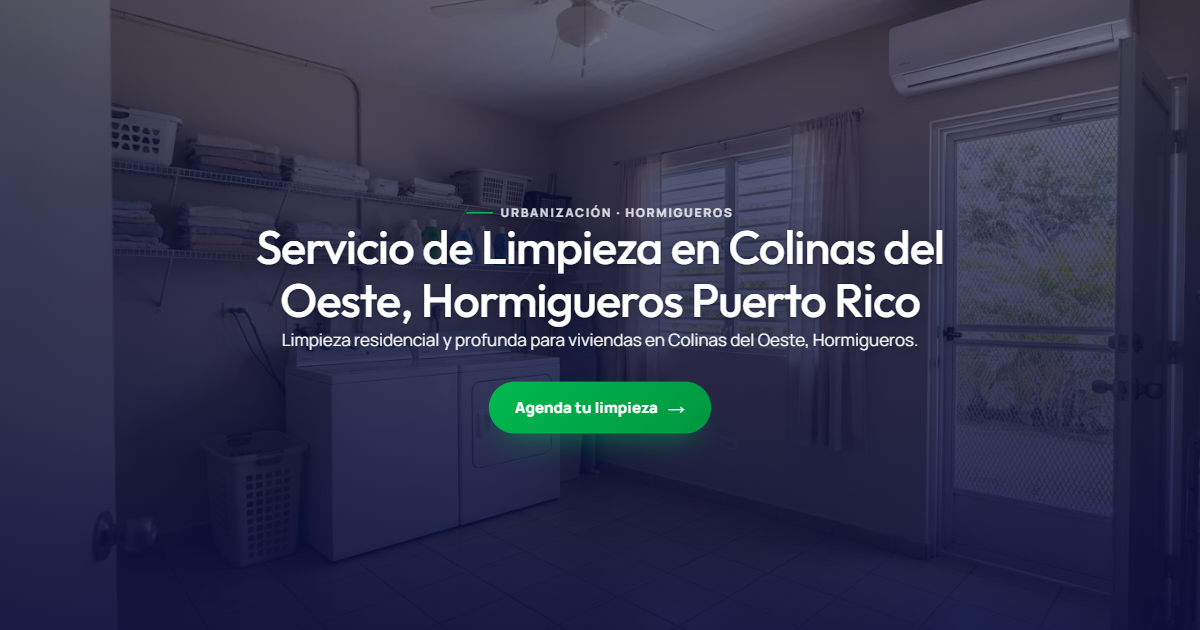 URBANIZACIÓN · HORMIGUEROS
Servicio de Limpieza en Colinas del
Oeste, Hormigueros Puerto Rico
Limpieza residencial y profunda para viviendas en Colinas del Oeste, Hormigueros.
Agenda tu limpieza →